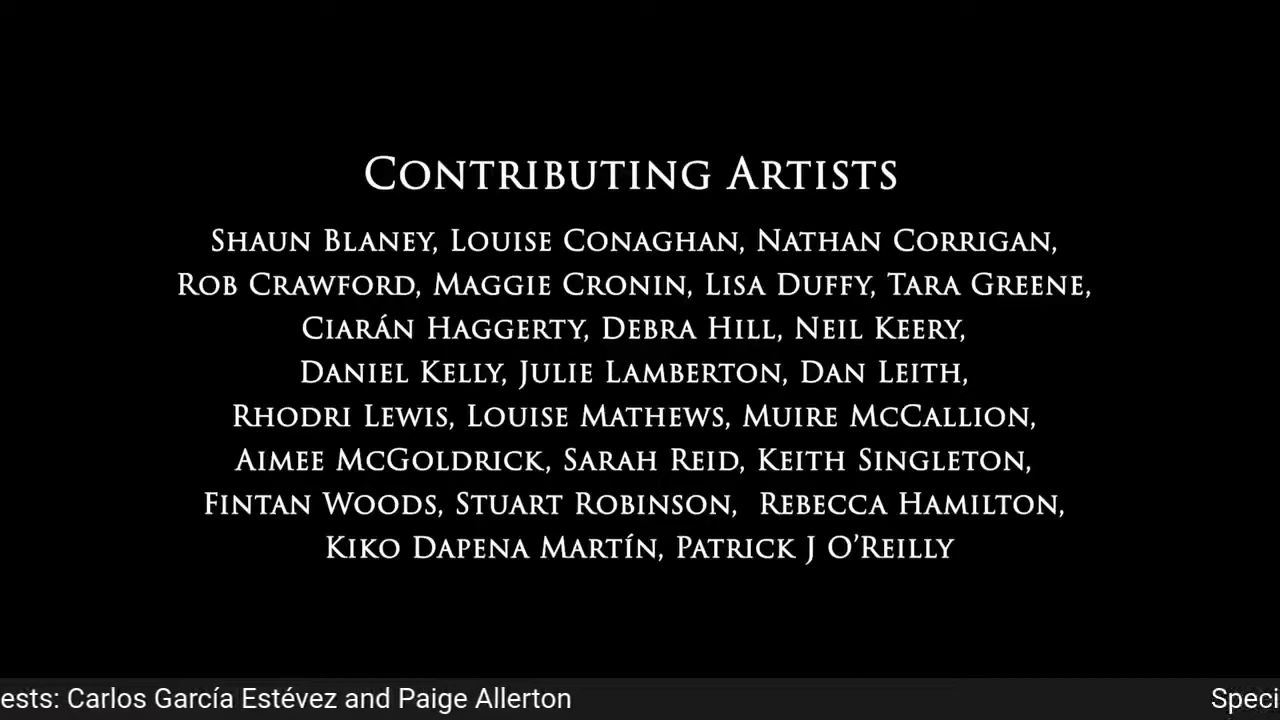 Contributing Artists
Shaun Blaney, Louise Conaghan, Nathan Corrigan,
Rob Crawford, Maggie Cronin, Lisa Duffy, Tara Greene,
Ciarán Haggerty, Debra Hill, Neil Keery,
Daniel Kelly, Julie Lamberton, Dan Leith,
Rhodri Lewis, Louise Mathews, Muire McCallion,
Aimee McGoldrick, Sarah Reid, Keith Singleton,
Fintan Woods, Stuart Robinson,  Rebecca Hamilton,
Kiko Dapena Martín, Patrick J O’Reilly
ests: Carlos García Estévez and Paige Allerton Speci